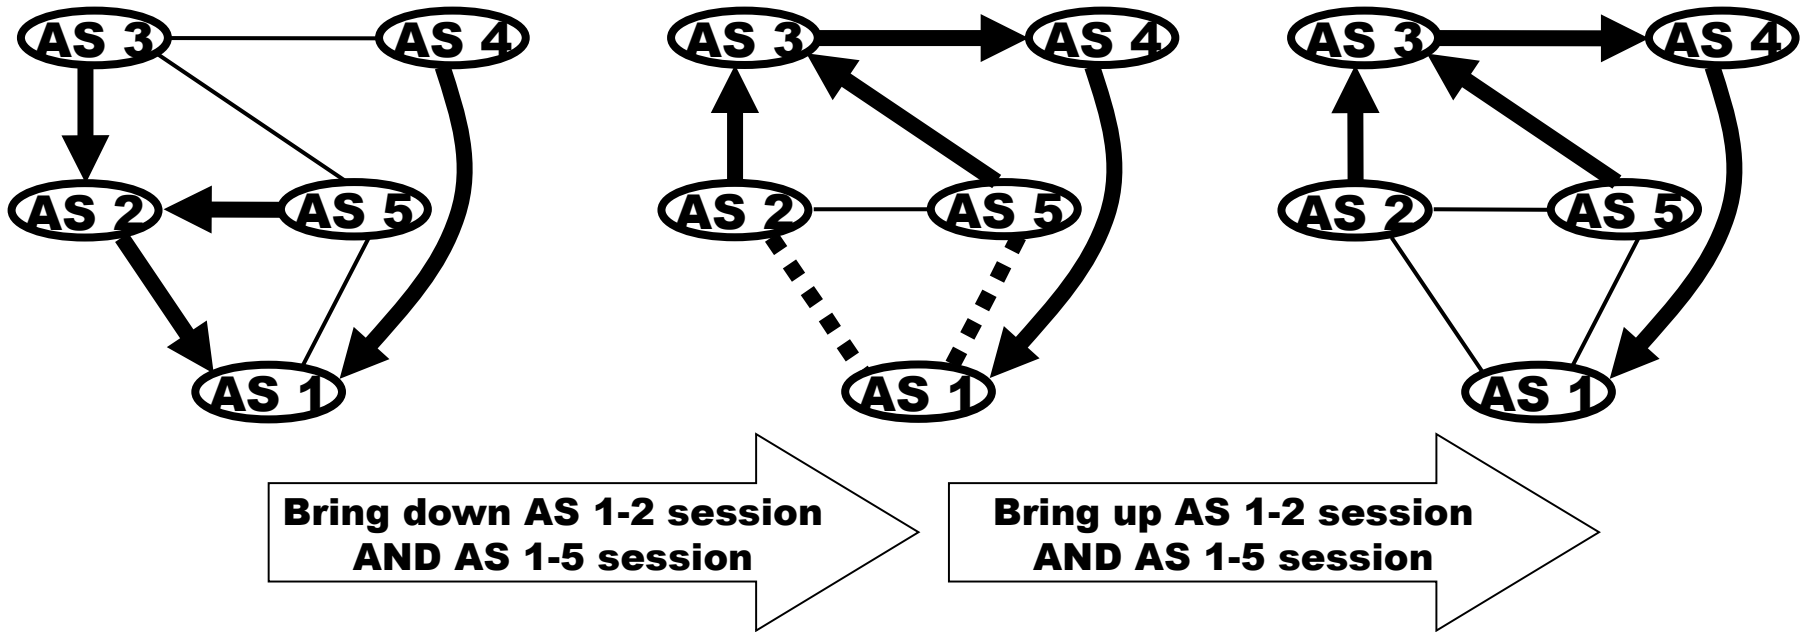 AS 3
AS 4
AS 2
AS 5
AS 1
AS 3
AS 4
AS 2
AS 5
AS 1
AS 3
AS 4
AS 2
AS 5
AS 1
Bring down AS 1-2 session
AND AS 1-5 session
Bring up AS 1-2 session
AND AS 1-5 session